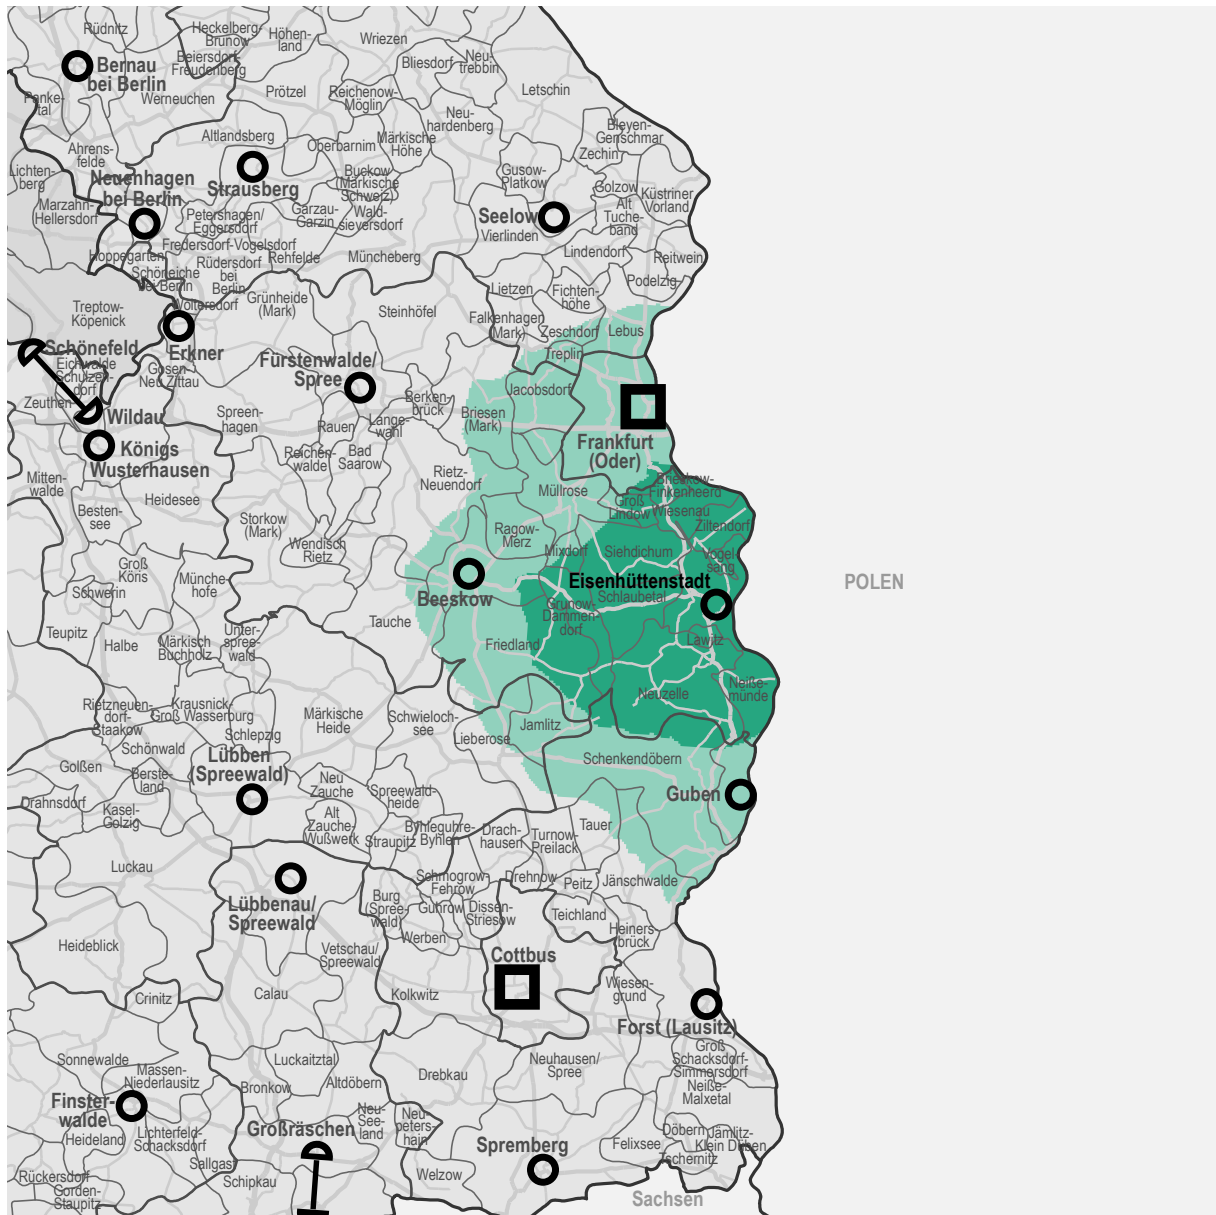 Rüdnitz
Heckelberg-
Brunow
Höhen-
land
Wriezen
Bliesdorf
Neu-
trebbin
Bernau
bei Berlin
Beiersdorf-
Freudenberg
Letschin
Panke-
tal
Werneuchen
Prötzel
Reichenow-
Möglin
Neu-
hardenberg
Bleyen-
Genschmar
Zechin
Altlandsberg
Oberbarnim
Märkische
Höhe
Ahrens-
felde
Lichten-
berg
Neuenhagen
bei Berlin
Strausberg
Buckow
(Märkische
Schweiz)
Gusow-
Platkow
Golzow
Küstriner
Vorland
Marzahn-
Hellersdorf
Petershagen/
Eggersdorf
Garzau-
Garzin
Wald-
sieversdorf
Seelow
Vierlinden
Alt
Tuche-
band
Hoppegarten
Fredersdorf-Vogelsdorf
Rehfelde
Müncheberg
Lindendorf
Reitwein
Schöneiche
bei Berlin
Rüdersdorf
bei
Berlin
Podelzig
Lietzen
Fichten-
höhe
Treptow-
Köpenick
Woltersdorf
Grünheide
(Mark)
Steinhöfel
Falkenhagen
(Mark)
Zeschdorf
Lebus
Schönefeld
Erkner
Treplin
Eichwalde
Schulzen-
dorf
Gosen-
Neu Zittau
Fürstenwalde/
Spree
Jacobsdorf
Zeuthen
Wildau
Spreen-
hagen
Rauen
Lange-
wahl
Berken-
brück
Briesen
(Mark)
Frankfurt
(Oder)
Königs
Wusterhausen
Reichen-
walde
Bad
Saarow
Mitten-
walde
Heidesee
Rietz-
Neuendorf
Müllrose
Brieskow-
Finkenheerd
Groß
Lindow
Wiesenau
Ziltendorf
Besten-
see
Storkow
(Mark)
Wendisch
Rietz
Ragow-
Merz
Mixdorf
Siehdichum
Vogel
sang
POLEN
Groß
Köris
Münche-
hofe
Schwerin
Beeskow
Eisenhüttenstadt
Schlaubetal
Grunow-
Dammen-
dorf
Teupitz
Halbe
Märkisch
Buchholz
Unter-
spree-
wald
Tauche
Friedland
Lawitz
Neuzelle
Neiße-
münde
Rietzneuen-
dorf-
Staakow
Krausnick-
Groß Wasserburg
Schlepzig
Märkische
Heide
Schwieloch-
see
Jamlitz
Lieberose
Schenkendöbern
Schönwald
Golßen
Berste-
land
Lübben
(Spreewald)
Neu
Zauche
Spreewald-
heide
Guben
Drahnsdorf
Kasel-
Golzig
Alt
Zauche-
Wußwerk
Straupitz
Byhleguhre-
Byhlen
Drach-
hausen
Turnow-
Preilack
Tauer
Luckau
Lübbenau/
Spreewald
Schmogrow-
Fehrow
Drehnow
Peitz
Jänschwalde
Burg
(Spree-
wald)
Guhrow
Dissen-
Striesow
Teichland
Heiners
brück
Werben
Heideblick
Vetschau/
Spreewald
Cottbus
Crinitz
Calau
Kolkwitz
Wiesen-
grund
Forst (Lausitz)
Sonnewalde
Luckaitztal
Neuhausen/
Spree
Groß
Schacksdorf-
Simmersdorf
Massen-
Niederlausitz
Bronkow
Altdöbern
Drebkau
Neiße-
Malxetal
Finster-
walde
Großräschen
Neu-
See-
land
Neu-
peters-
hain
Heideland
Lichterfeld-
Schacksdorf
Spremberg
Felixsee
Döbern
Jämlitz-
Klein Düben
Tschernitz
Sallgast
Schipkau
Welzow
Rückersdorf
Gorden-
Staupitz
Sachsen